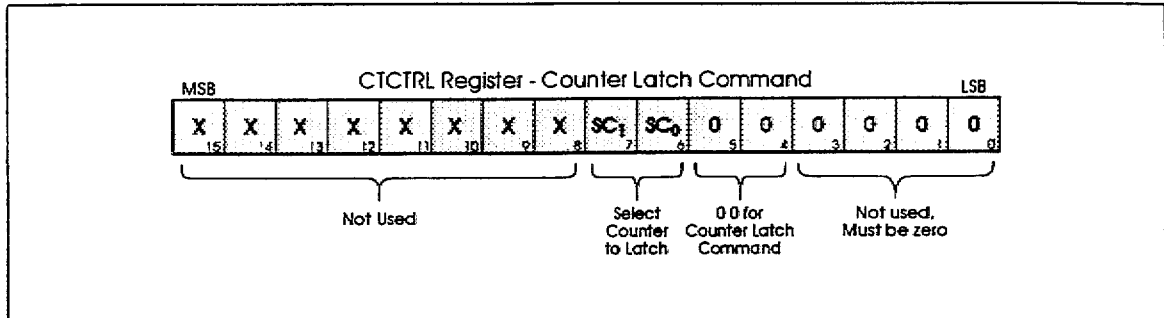 CTCTRL Register - Counter Latch Command
MSB LSB
X X X X X X X X SC1 SC0 0 0 0 0 0 0
15 14 13 12 11 10 9 8 7 6 5 4 3 2 1 0
Not Used
Select
Counter
to Latch
0 0 for
Counter Latch
Command
Not used,
Must be zero